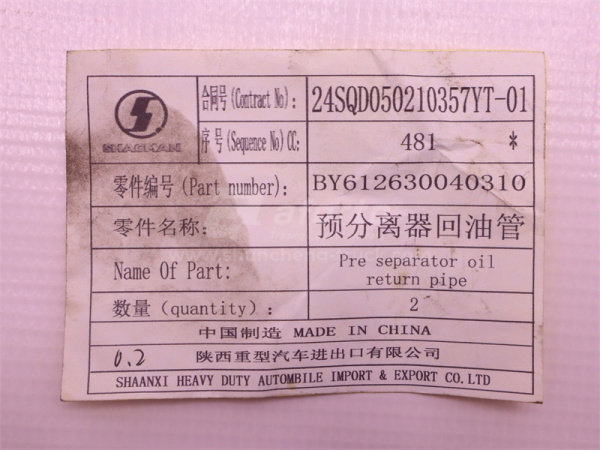 合同号(Contract No): 24SQD050210357YT-01
SHACMAN
序号(Sequence No)CC: 481 *
零件编号(Part number): BY612630040310
零件名称: 预分离器回油管
Name Of Part: Pre separator oil
return pipe
数量(quantity): 2
中国制造 MADE IN CHINA
0.2 陕西重型汽车进出口有限公司
SHAANXI HEAVY DUTY AUTOMBILE IMPORT & EXPORT CO.LTD